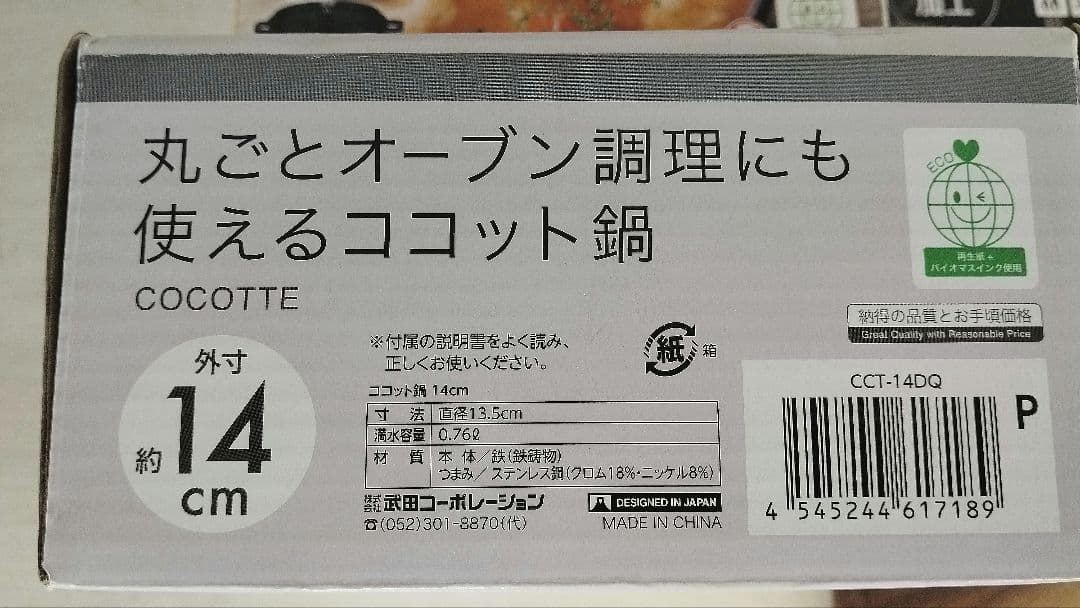 加工
丸ごとオーブン調理にも
使えるココット鍋
COCOTTE
ECO
再生紙+
バイオマスインク使用
納得の品質とお手頃価格
Great Quality with Reasonable Price
外寸
約14
cm
※付属の説明書をよく読み、
正しくお使いください。
紙 箱
ココット鍋 14cm
寸 法 直径13.5cm
満水容量 0.76ℓ
材 質 本 体/鉄(鉄鋳物)
つまみ/ステンレス鋼(クロム18%・ニッケル8%)
株式会社 武田コーポレーション
☎(052)301-8870(代)
DESIGNED IN JAPAN
MADE IN CHINA
CCT-14DQ
P
4 545244 617189